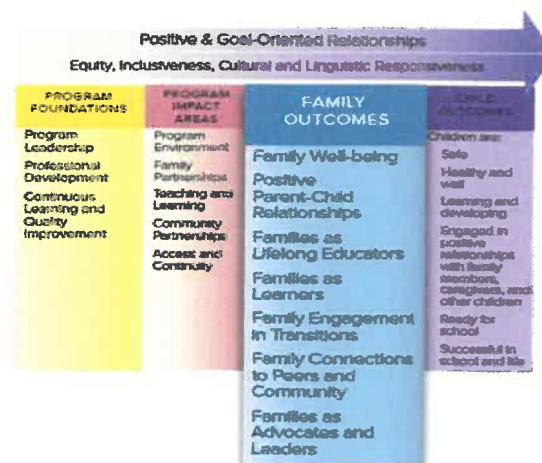 Positive & Goal-Oriented Relationships
Equity, Inclusiveness, Cultural and Linguistic Responsiveness
PROGRAM
FOUNDATIONS
Program
Leadership
Professional
Development
Continuous
Learning and
Quality
Improvement
PROGRAM
IMPACT
AREAS
Program
Environment
Family
Partnerships
Teaching and
Learning
Community
Partnerships
Access and
Continuity
FAMILY
OUTCOMES
Family Well-being
Positive
Parent-Child
Relationships
Families as
Lifelong Educators
Families as
Learners
Family Engagement
in Transitions
Family Connections
to Peers and
Community
Families as
Advocates and
Leaders
CHILD
OUTCOMES
Children are:
Safe
Healthy and
well
Learning and
developing
Engaged in
positive
relationships
with family
members,
caregivers, and
other children
Ready for
school
Successful in
school and life